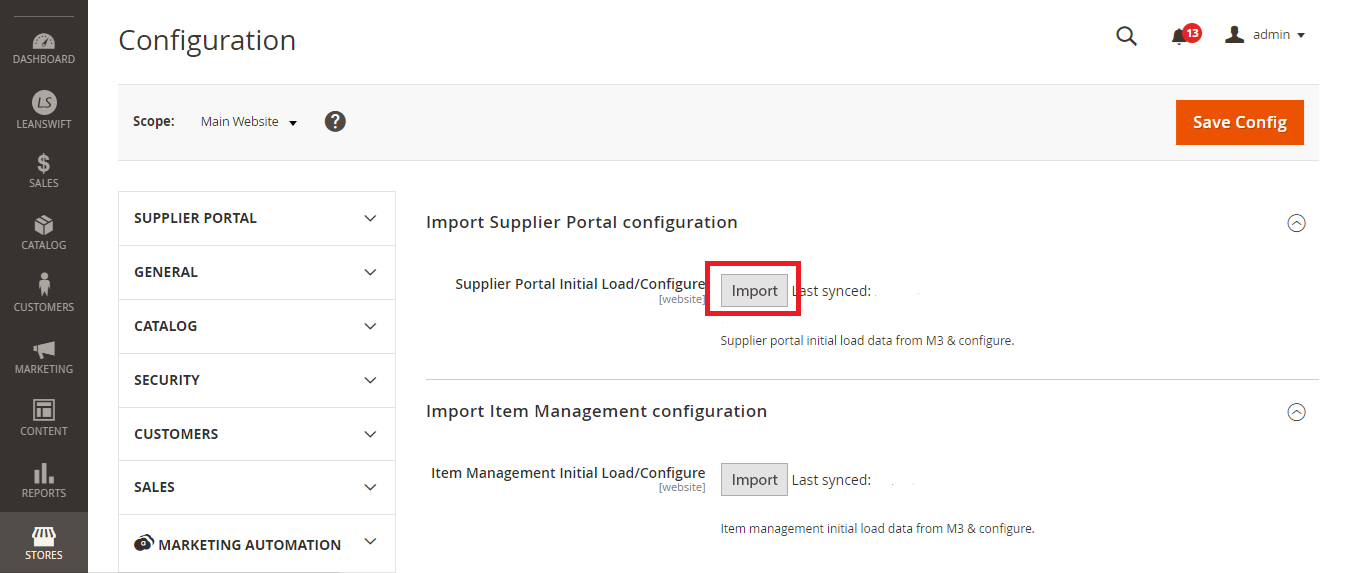 Configuration
13
admin
Scope:
Main Website
?
Save Config
DASHBOARD
LS
LEANSWIFT
$
SALES
CATALOG
CUSTOMERS
MARKETING
CONTENT
REPORTS
STORES
SUPPLIER PORTAL
GENERAL
CATALOG
SECURITY
CUSTOMERS
SALES
MARKETING AUTOMATION
Import Supplier Portal configuration
Supplier Portal Initial Load/Configure
[website]
Import
Last synced:
Supplier portal initial load data from M3 & configure.
Import Item Management configuration
Item Management Initial Load/Configure
[website]
Import
Last synced:
Item management initial load data from M3 & configure.